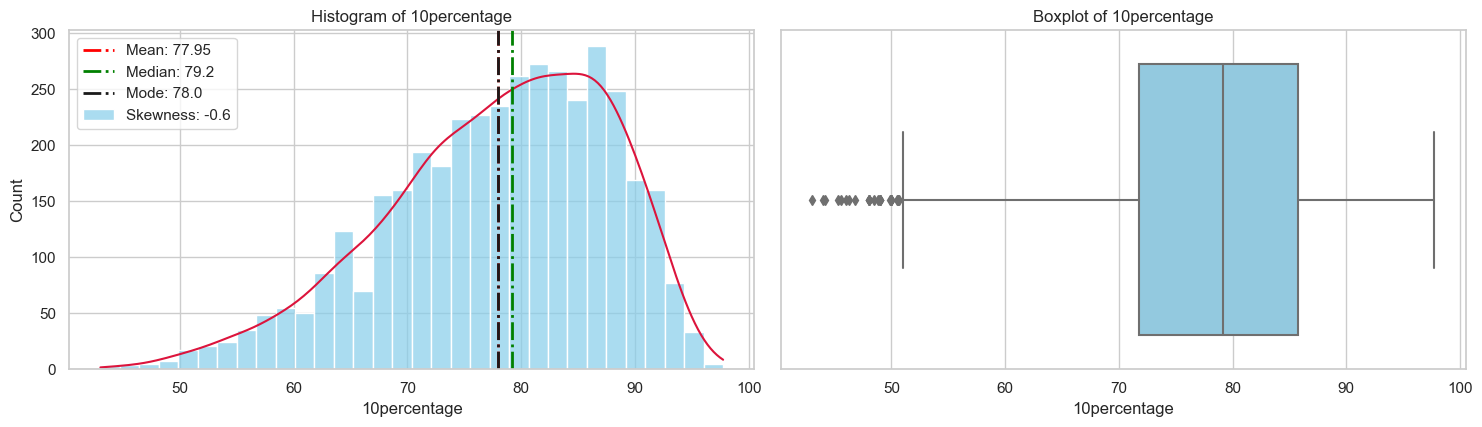 Histogram of 10percentage
Mean: 77.95
Median: 79.2
Mode: 78.0
Skewness: -0.6
300
250
200
150
100
50
0
Count
50 60 70 80 90 100
10percentage
Boxplot of 10percentage
50 60 70 80 90 100
10percentage